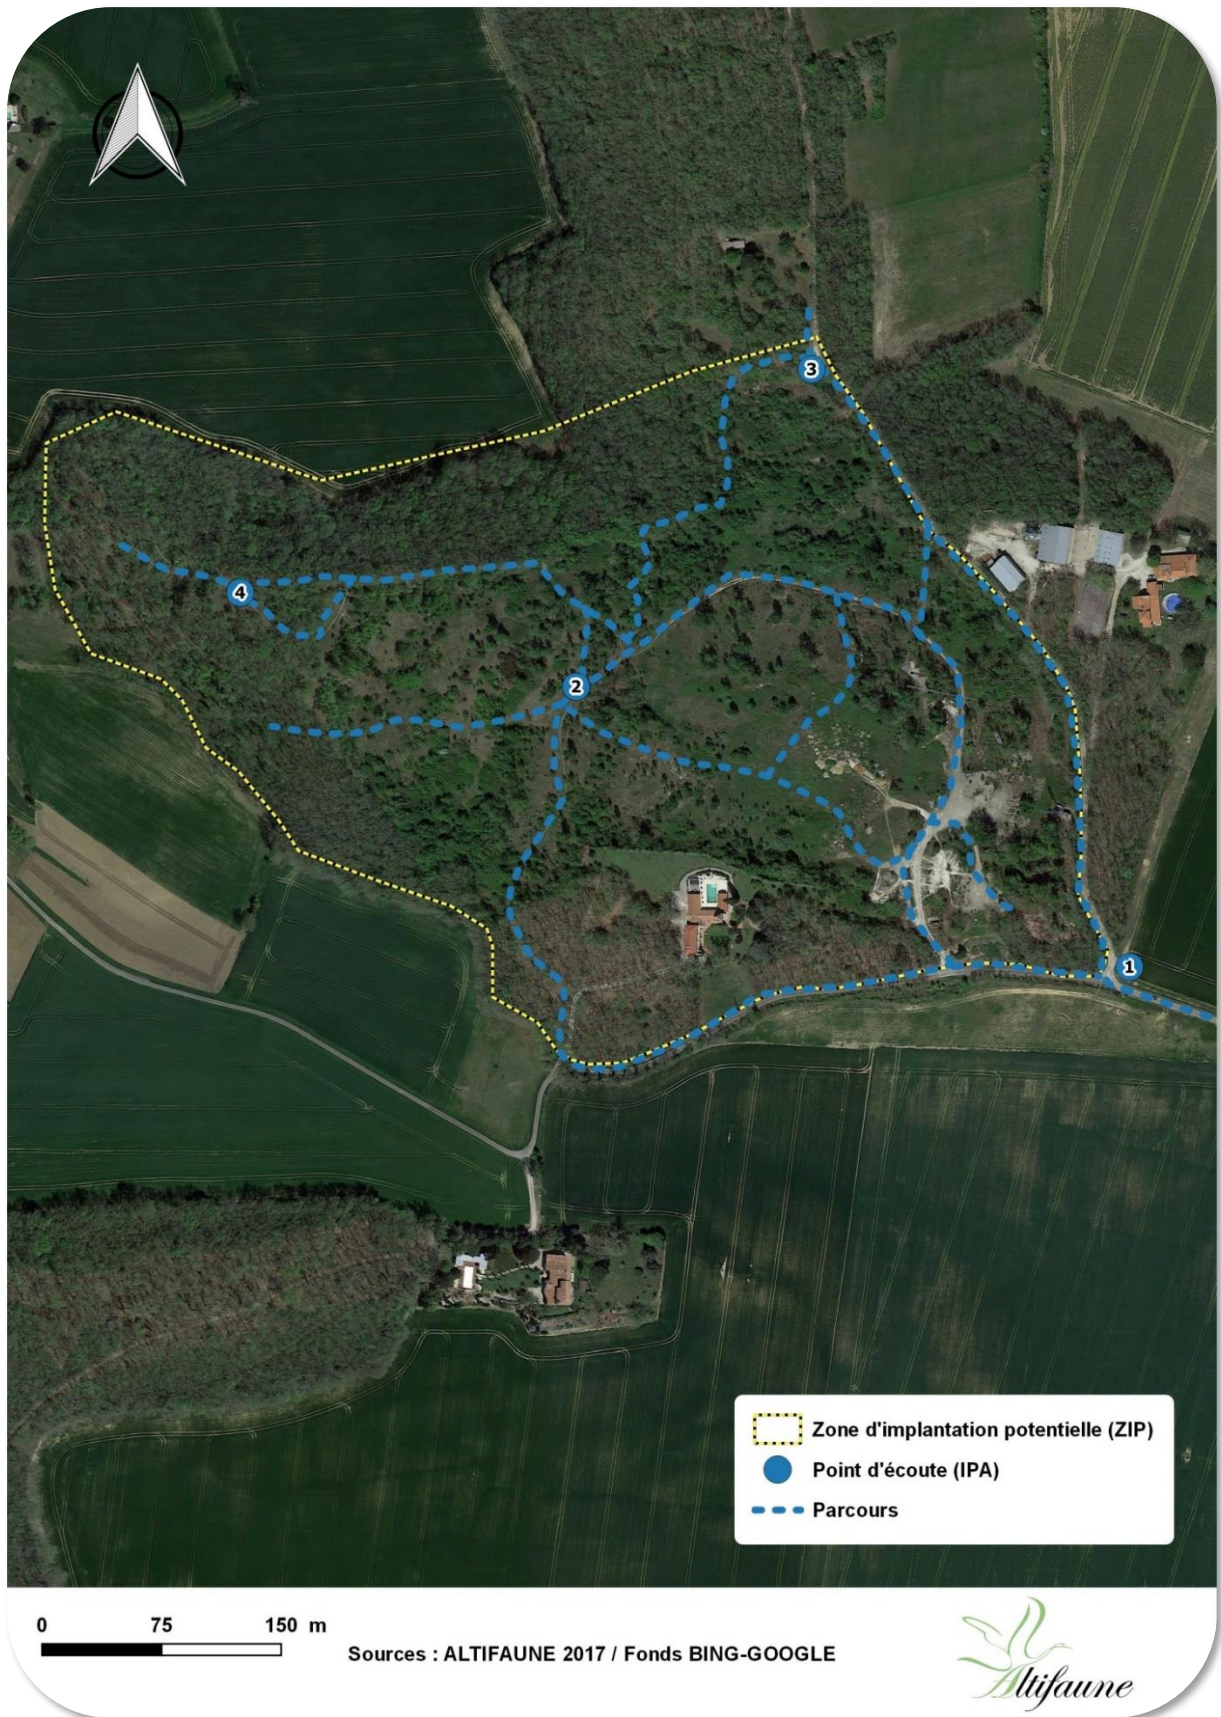 3
4
2
1
Zone d'implantation potentielle (ZIP)
Point d'écoute (IPA)
Parcours
0 75 150 m
Sources : ALTIFAUNE 2017 / Fonds BING-GOOGLE
Altifaune